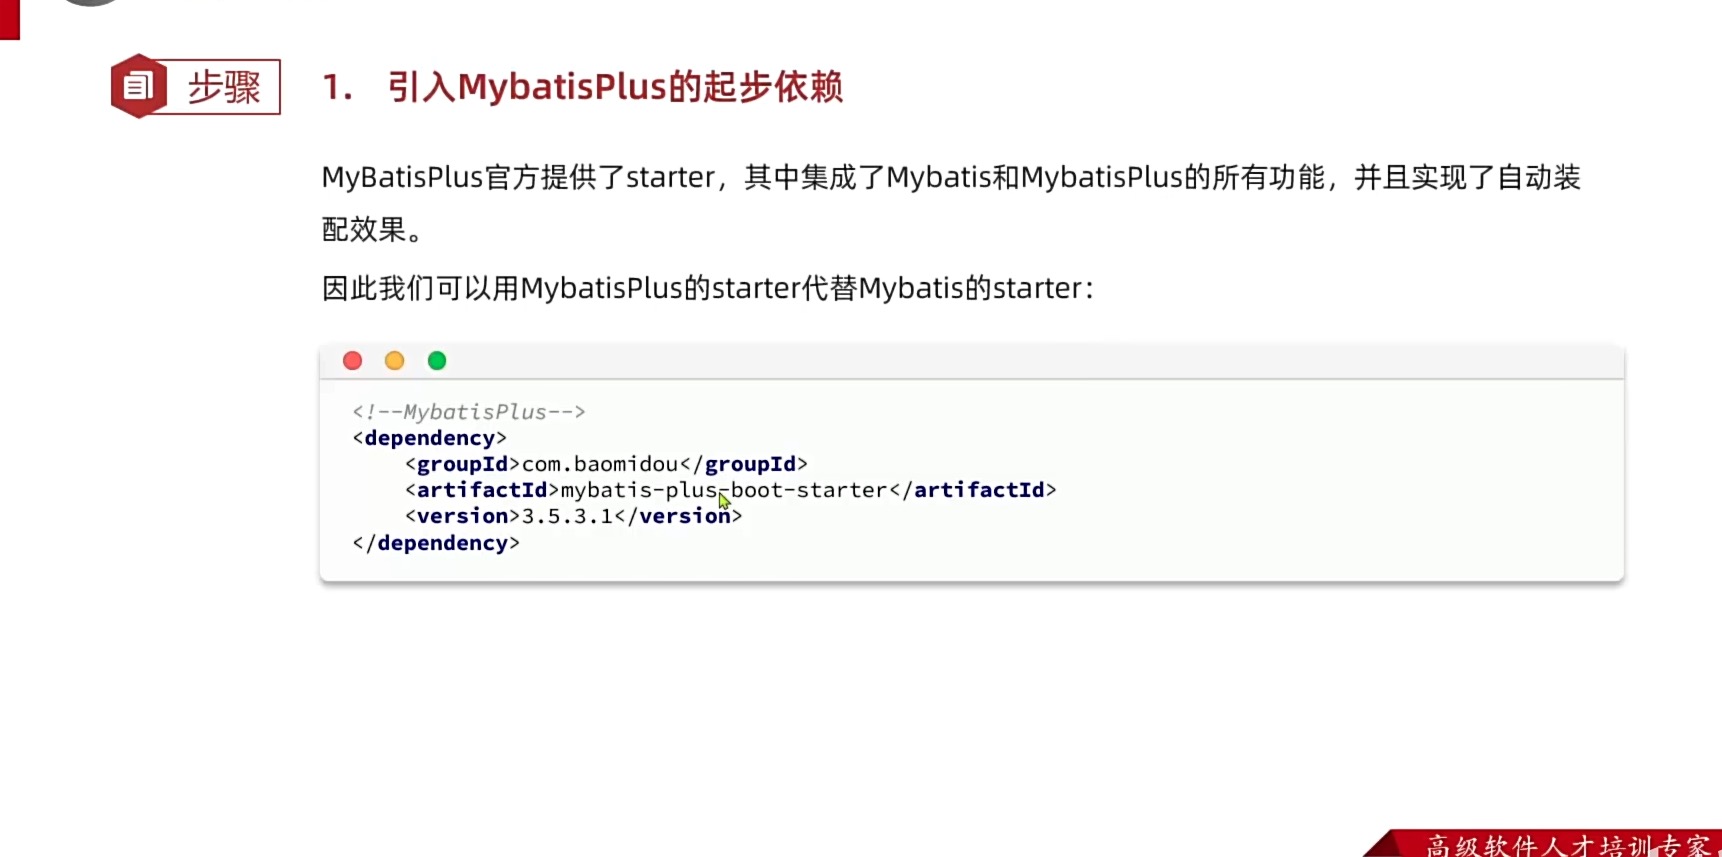 步骤
1. 引入MybatisPlus的起步依赖
MyBatisPlus官方提供了starter，其中集成了Mybatis和MybatisPlus的所有功能，并且实现了自动装
配效果。
因此我们可以用MybatisPlus的starter代替Mybatis的starter：
<!--MybatisPlus-->
<dependency>
    <groupId>com.baomidou</groupId>
    <artifactId>mybatis-plus-boot-starter</artifactId>
    <version>3.5.3.1</version>
</dependency>
高级软件人才培训专家